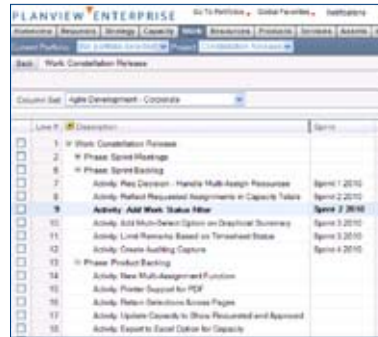 PLANVIEW ENTERPRISE Go To Portfolios Global Favorites Notifications
Requests Strategy Capacity Work Resources Products Services Assets
Current Portfolio: Project: Constellation Release
Back Work: Constellation Release
Column Set: Agile Development - Corporate
Line # Description Sprint
1 Work: Constellation Release
2 Phase: Sprint Meetings
6 Phase: Sprint Backlog
7 Activity: Req Decision - Handle Multi-Assign Resources Sprint 1 2010
8 Activity: Reflect Requested Assignments in Capacity Totals Sprint 2 2010
9 Activity: Add Work Status Filter Sprint 2 2010
10 Activity: Add Multi-Select Option on Graphical Summary Sprint 3 2010
11 Activity: Limit Remarks Based on Timesheet Status Sprint 3 2010
12 Activity: Create Auditing Capture Sprint 4 2010
13 Phase: Product Backlog
14 Activity: New Multi-Assignment Function
15 Activity: Printer Support for PDF
16 Activity: Retain Selections Across Pages
17 Activity: Update Capacity to Show Requested and Approved
18 Activity: Export to Excel Option for Capacity